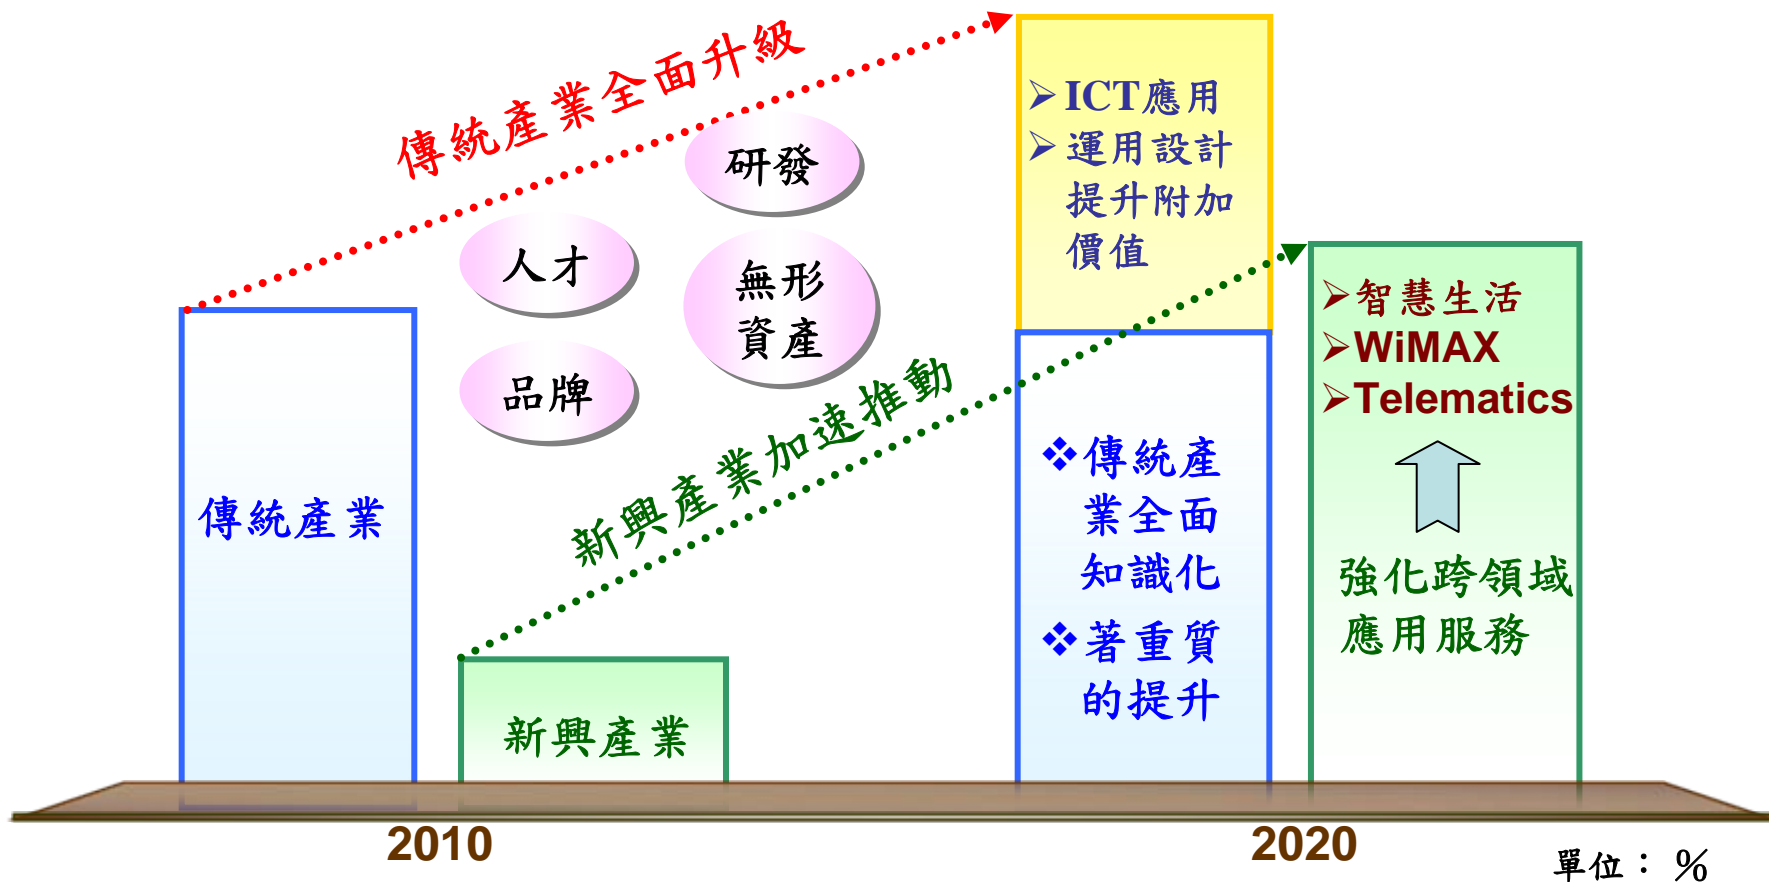 傳統產業全面升級
研發
人才
無形
資產
品牌
新興產業加速推動
傳統產業
新興產業
➢ICT應用
➢運用設計
提升附加
價值
❖傳統產
業全面
知識化
❖著重質
的提升
➢智慧生活
➢WiMAX
➢Telematics
強化跨領域
應用服務
2010
2020
單位：%